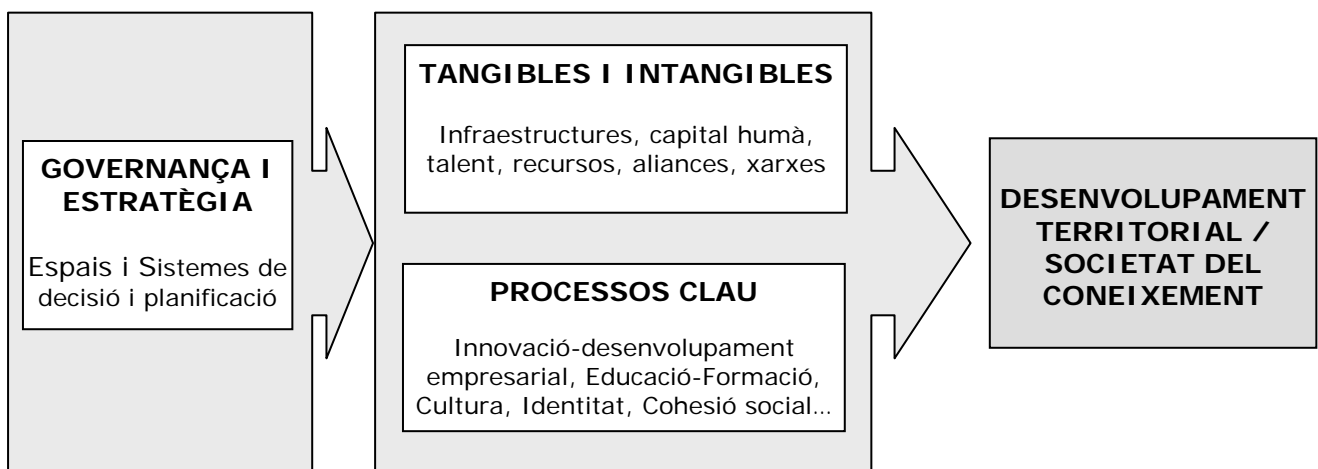 GOVERNANÇA I
ESTRATÈGIA
Espais i Sistemes de
decisió i planificació
TANGIBLES I INTANGIBLES
Infraestructures, capital humà,
talent, recursos, aliances, xarxes
PROCESSOS CLAU
Innovació-desenvolupament
empresarial, Educació-Formació,
Cultura, Identitat, Cohesió social...
DESENVOLUPAMENT
TERRITORIAL /
SOCIETAT DEL
CONEIXEMENT